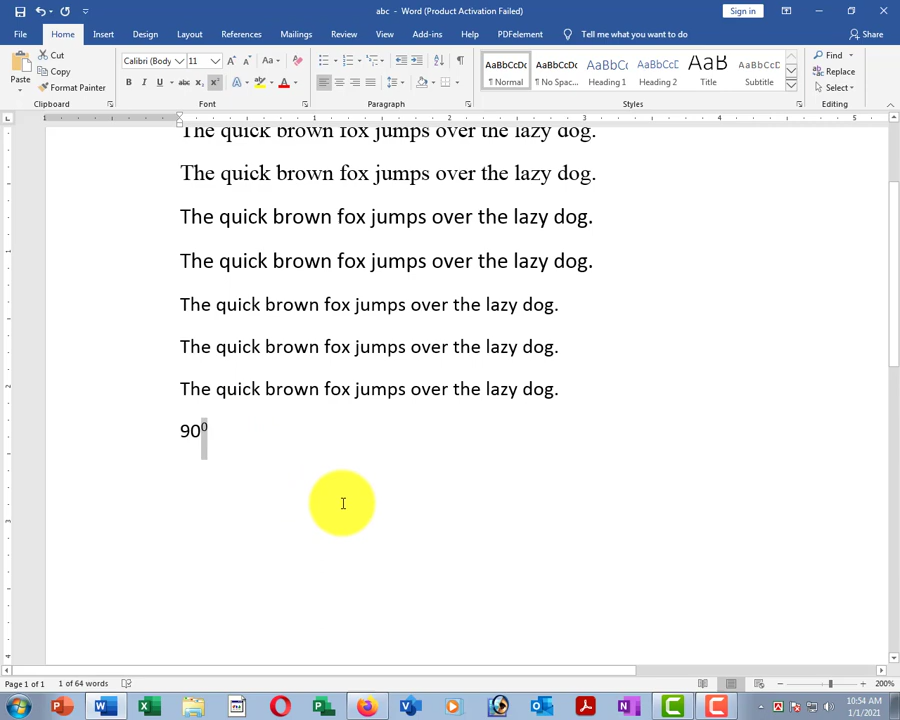 abc - Word (Product Activation Failed)
Sign in
File Home Insert Design Layout References Mailings Review View Add-ins Help PDFelement Tell me what you want to do Share
Paste
Cut
Copy
Format Painter
Clipboard
Calibri (Body 11
Font
Paragraph
AaBbCcDc AaBbCcDc AaBbCc AaBbCcC AaB AaBbCcD
¶ Normal ¶ No Spac... Heading 1 Heading 2 Title Subtitle
Styles
Find
Replace
Select
Editing
1 1 2 3 4 5
The quick brown fox jumps over the lazy dog.
The quick brown fox jumps over the lazy dog.
The quick brown fox jumps over the lazy dog.
The quick brown fox jumps over the lazy dog.
The quick brown fox jumps over the lazy dog.
The quick brown fox jumps over the lazy dog.
The quick brown fox jumps over the lazy dog.
90⁰
Page 1 of 1 1 of 64 words 200%
10:54 AM
1/1/2021